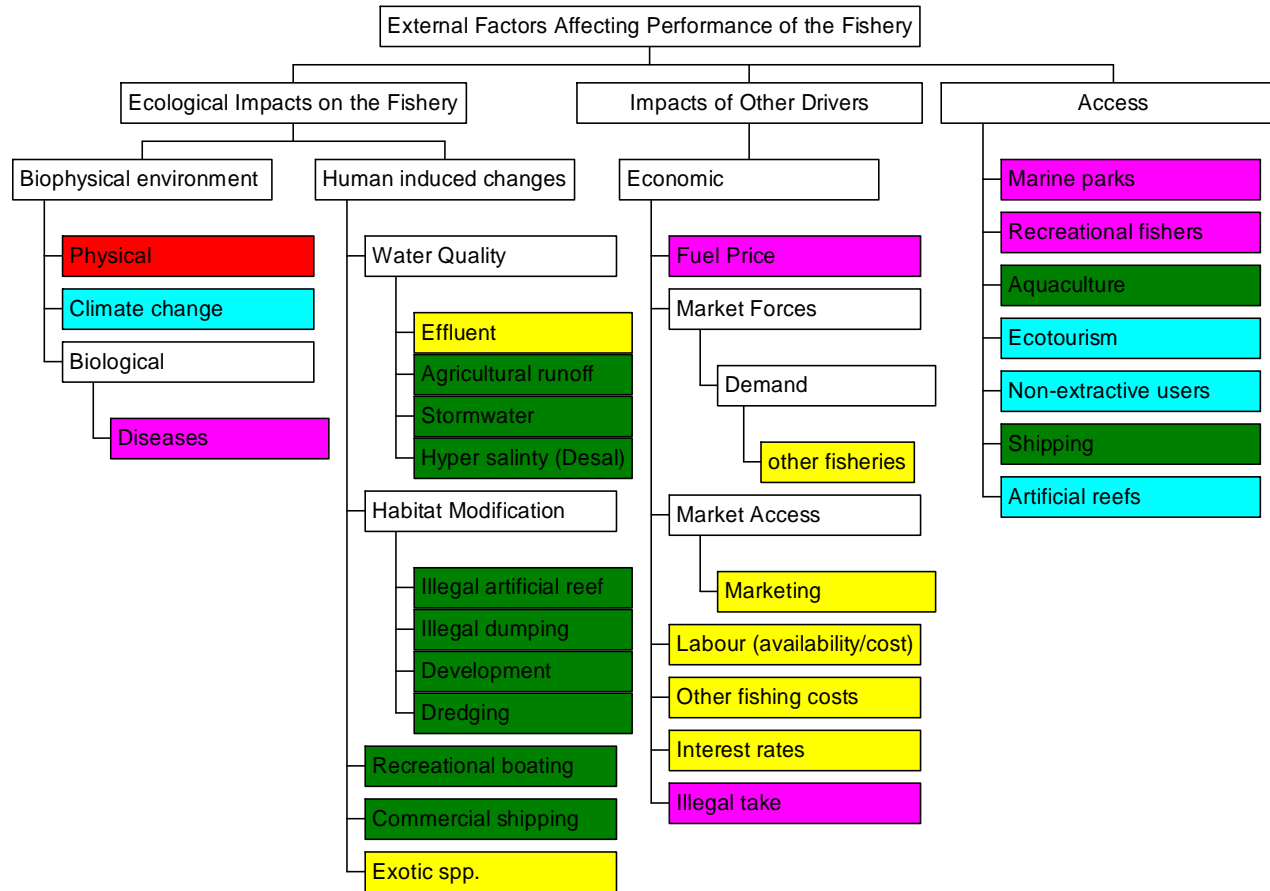 External Factors Affecting Performance of the Fishery
Ecological Impacts on the Fishery
Impacts of Other Drivers
Access
Biophysical environment
Human induced changes
Economic
Physical
Climate change
Biological
Diseases
Water Quality
Effluent
Agricultural runoff
Stormwater
Hyper salinity (Desal)
Habitat Modification
Illegal artificial reef
Illegal dumping
Development
Dredging
Recreational boating
Commercial shipping
Exotic spp.
Fuel Price
Market Forces
Demand
other fisheries
Market Access
Marketing
Labour (availability/cost)
Other fishing costs
Interest rates
Illegal take
Marine parks
Recreational fishers
Aquaculture
Ecotourism
Non-extractive users
Shipping
Artificial reefs